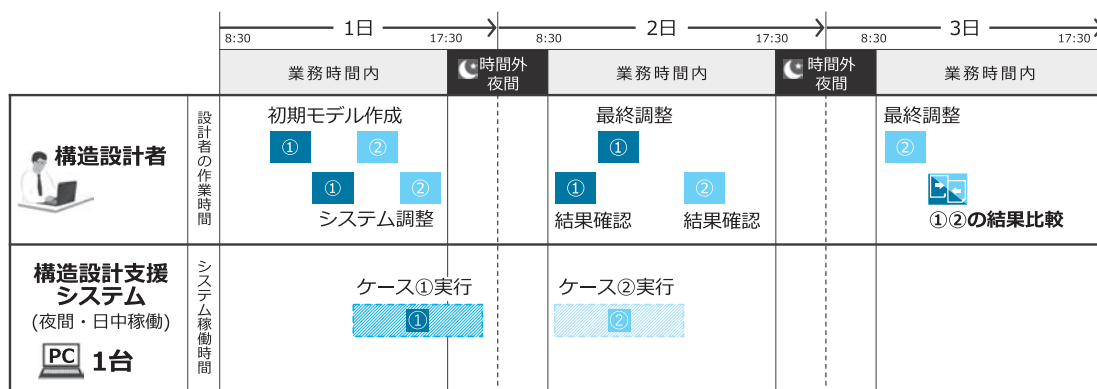 1日
2日
3日
8:30
17:30
8:30
17:30
8:30
17:30
業務時間内
時間外
夜間
業務時間内
時間外
夜間
業務時間内
構造設計者
設計者の作業時間
初期モデル作成
①
②
①
②
システム調整
最終調整
①
①
②
結果確認
結果確認
最終調整
②
①②の結果比較
構造設計支援
システム
(夜間・日中稼働)
PC 1台
システム稼働時間
ケース①実行
①
ケース②実行
②